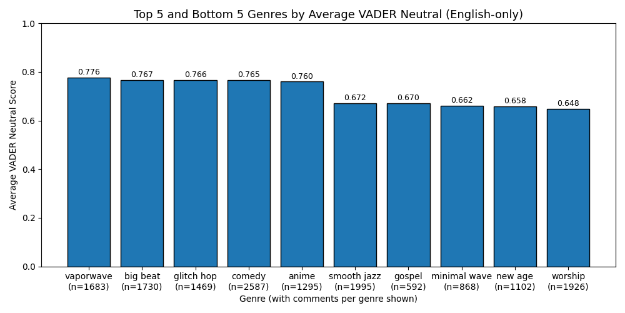 Top 5 and Bottom 5 Genres by Average VADER Neutral (English-only)
Average VADER Neutral Score
1.0
0.8
0.6
0.4
0.2
0.0
0.776 0.767 0.766 0.765 0.760 0.672 0.670 0.662 0.658 0.648
vaporwave big beat glitch hop comedy anime smooth jazz gospel minimal wave new age worship
(n=1683) (n=1730) (n=1469) (n=2587) (n=1295) (n=1995) (n=592) (n=868) (n=1102) (n=1926)
Genre (with comments per genre shown)